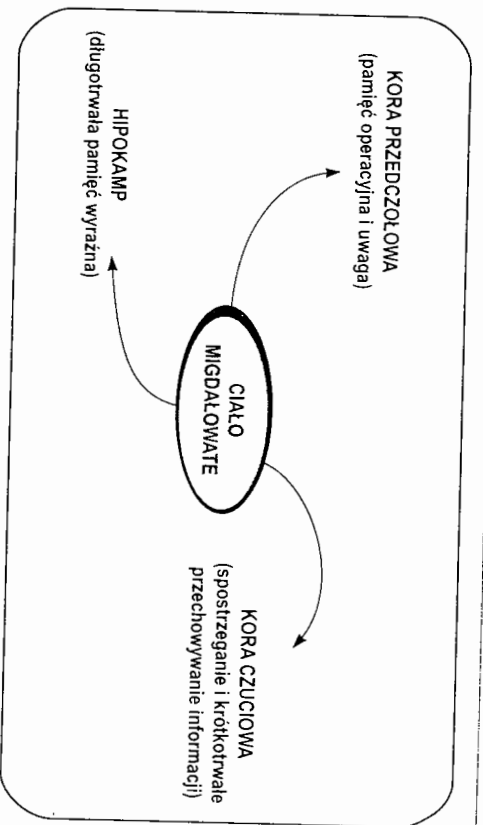 KORA PRZEDCZOŁOWA
(pamięć operacyjna i uwaga)
HIPOKAMP
(długotrwała pamięć wyraźna)
CIAŁO
MIGDAŁOWATE
KORA CZUCIOWA
(spostrzeganie i krótkotrwałe
przechowywanie informacji)